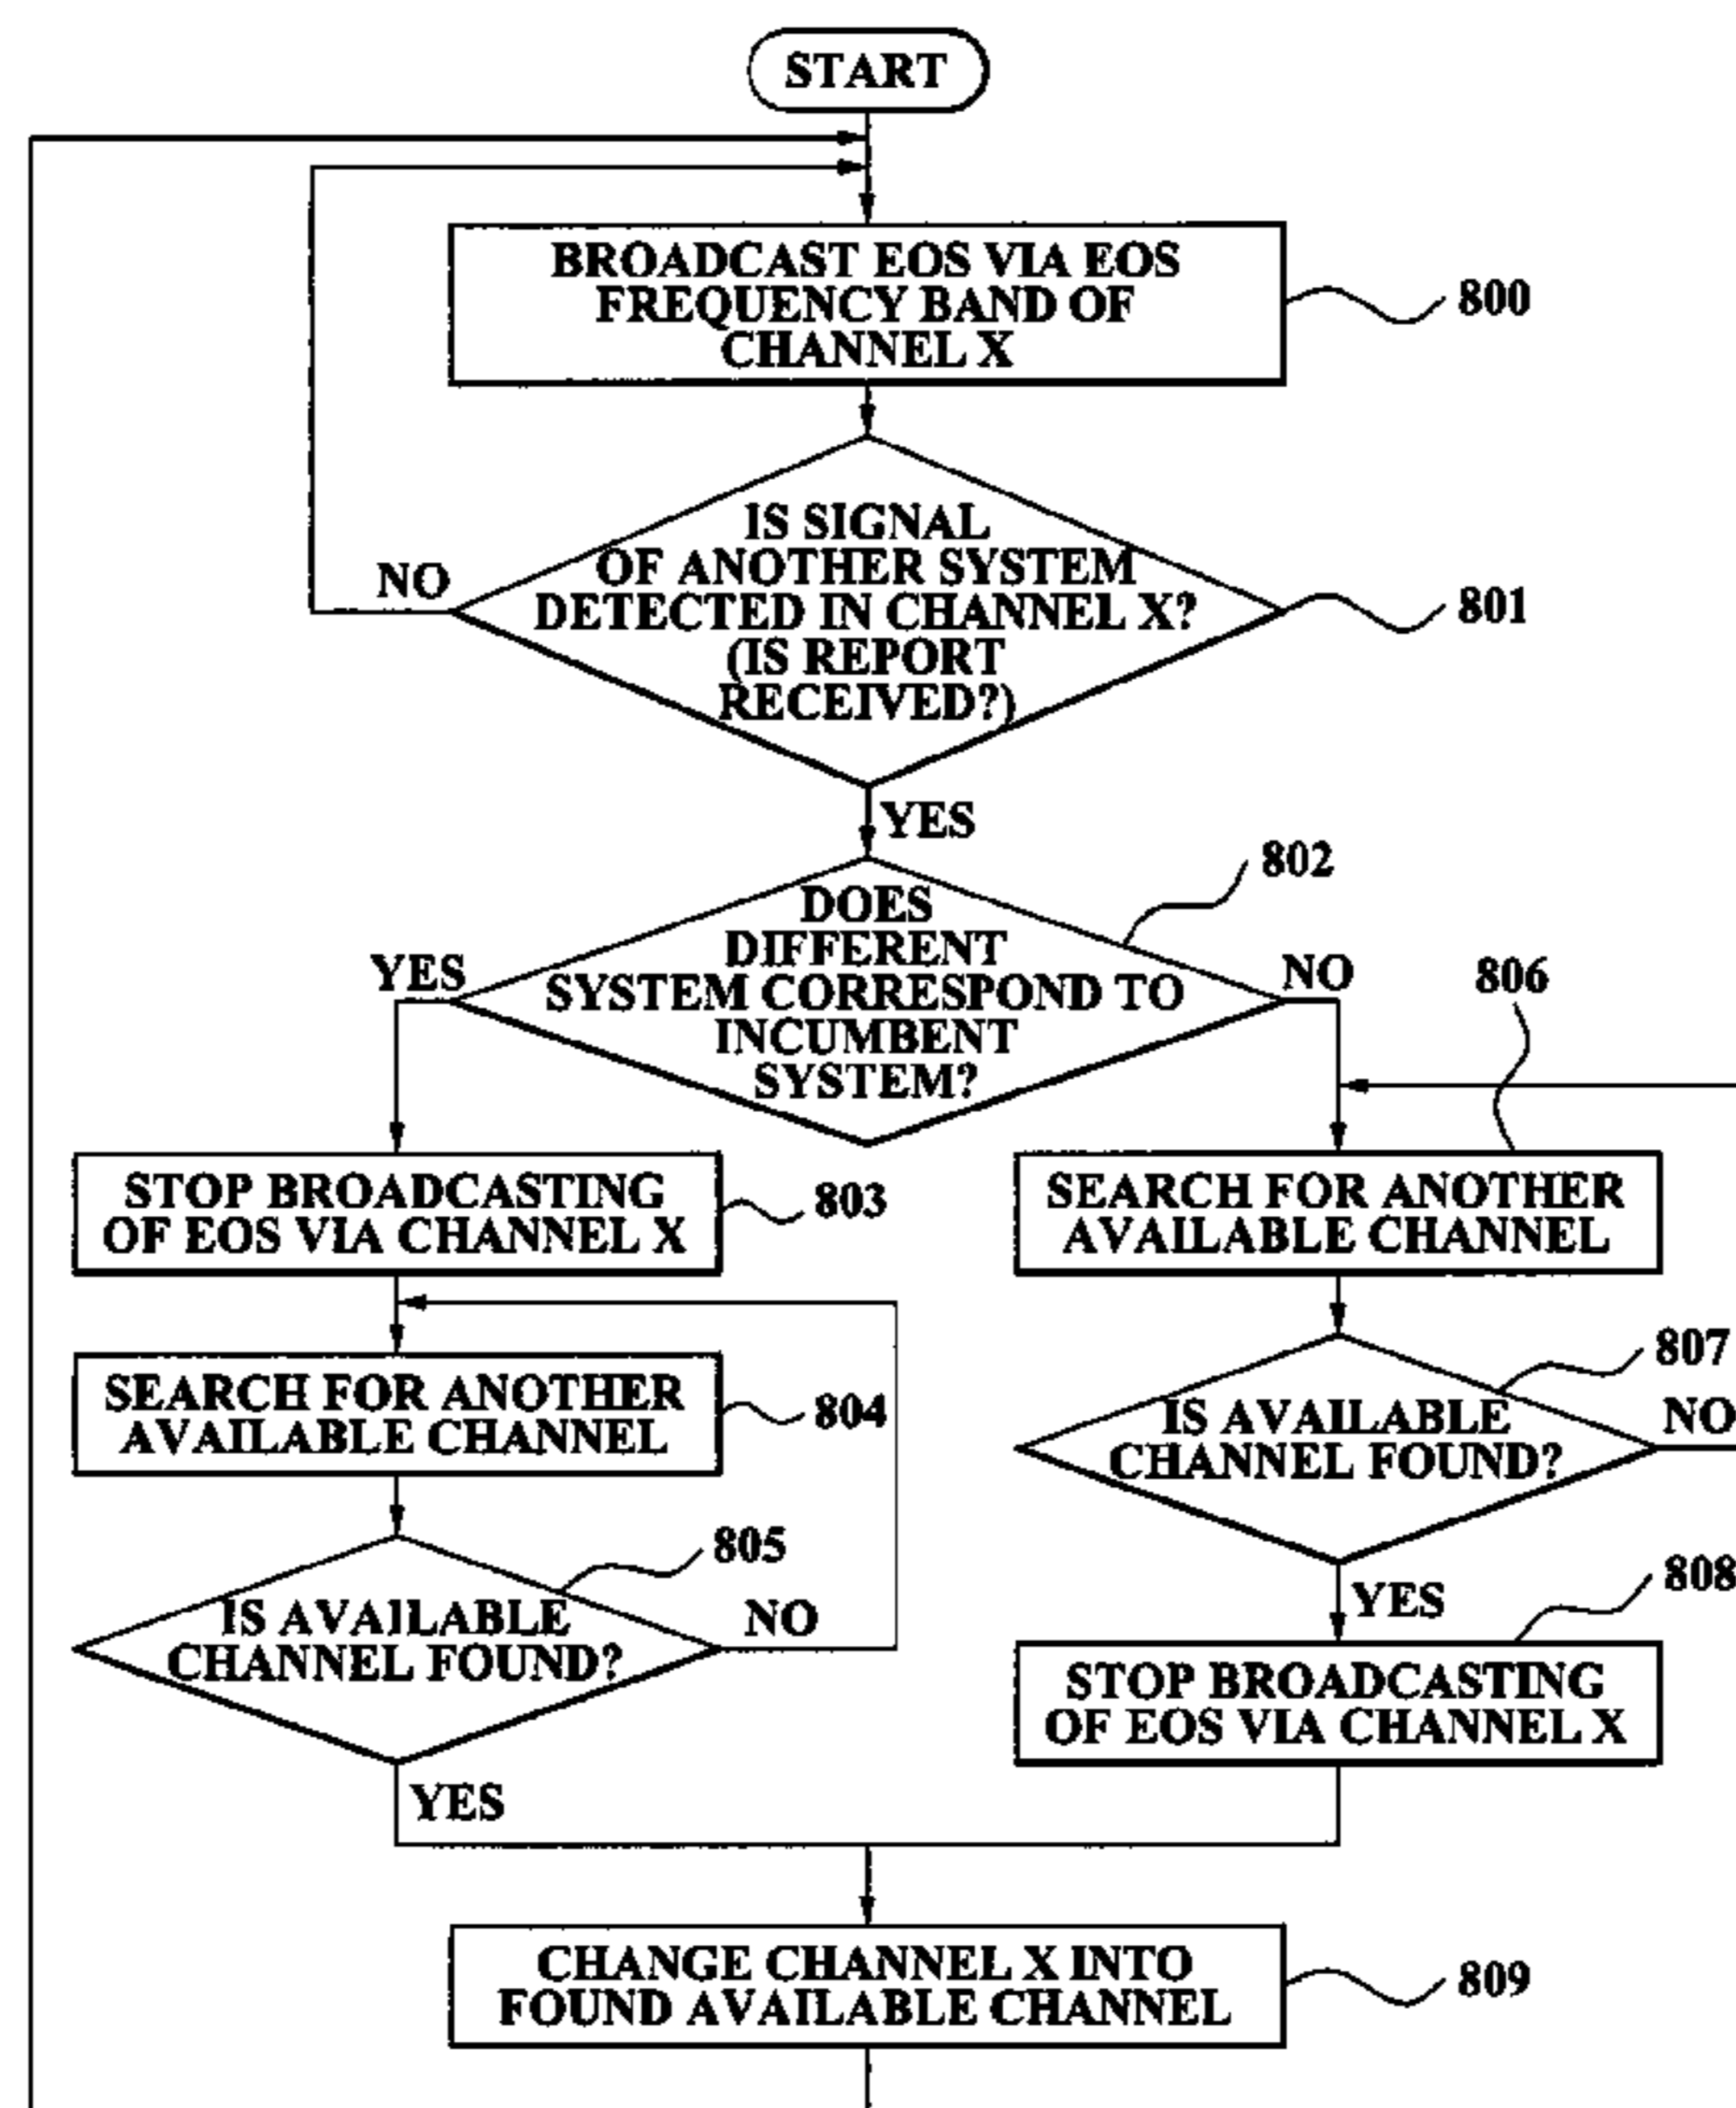 START
BROADCAST EOS VIA EOS
FREQUENCY BAND OF
CHANNEL X
800
IS SIGNAL
OF ANOTHER SYSTEM
DETECTED IN CHANNEL X?
(IS REPORT
RECEIVED?)
NO
801
YES
802
DOES
DIFFERENT
SYSTEM CORRESPOND TO
INCUMBENT
SYSTEM?
YES
NO
806
STOP BROADCASTING
OF EOS VIA CHANNEL X
803
SEARCH FOR ANOTHER
AVAILABLE CHANNEL
SEARCH FOR ANOTHER
AVAILABLE CHANNEL
804
807
IS AVAILABLE
CHANNEL FOUND?
NO
805
IS AVAILABLE
CHANNEL FOUND?
NO
YES
808
STOP BROADCASTING
OF EOS VIA CHANNEL X
YES
CHANGE CHANNEL X INTO
FOUND AVAILABLE CHANNEL
809